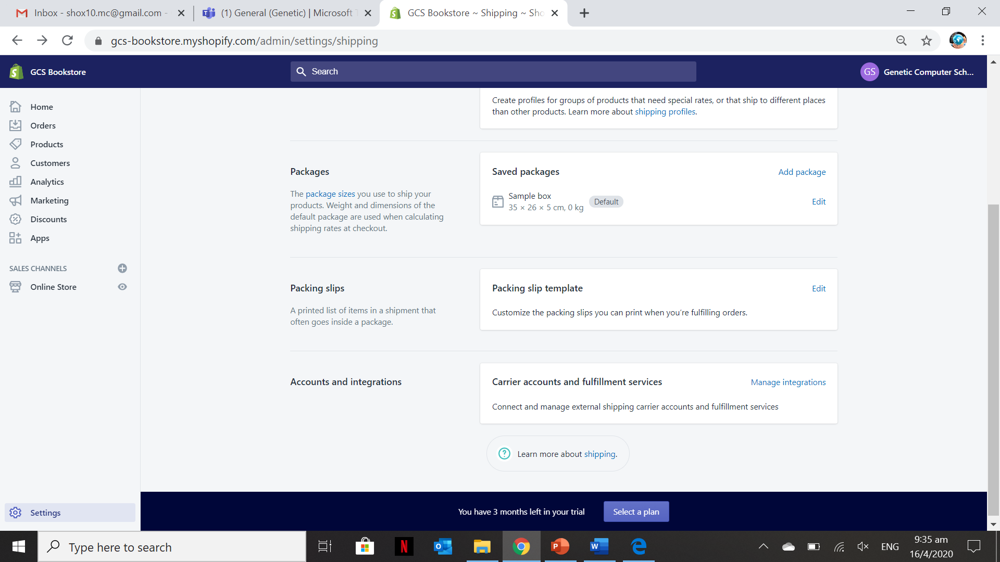 Inbox - shox10.mc@gmail.com -
(1) General (Genetic) | Microsoft
GCS Bookstore ~ Shipping ~ Sho
gcs-bookstore.myshopify.com/admin/settings/shipping
GCS Bookstore
Search
GS Genetic Computer Sch...
Home
Orders
Products
Customers
Analytics
Marketing
Discounts
Apps
SALES CHANNELS
Online Store
Settings
Create profiles for groups of products that need special rates, or that ship to different places
than other products. Learn more about shipping profiles.
Packages
The package sizes you use to ship your
products. Weight and dimensions of the
default package are used when calculating
shipping rates at checkout.
Saved packages
Add package
Sample box
35 × 26 × 5 cm, 0 kg
Default
Edit
Packing slips
A printed list of items in a shipment that
often goes inside a package.
Packing slip template
Edit
Customize the packing slips you can print when you’re fulfilling orders.
Accounts and integrations
Carrier accounts and fulfillment services
Manage integrations
Connect and manage external shipping carrier accounts and fulfillment services
Learn more about shipping.
You have 3 months left in your trial
Select a plan
Type here to search
ENG
9:35 am
16/4/2020